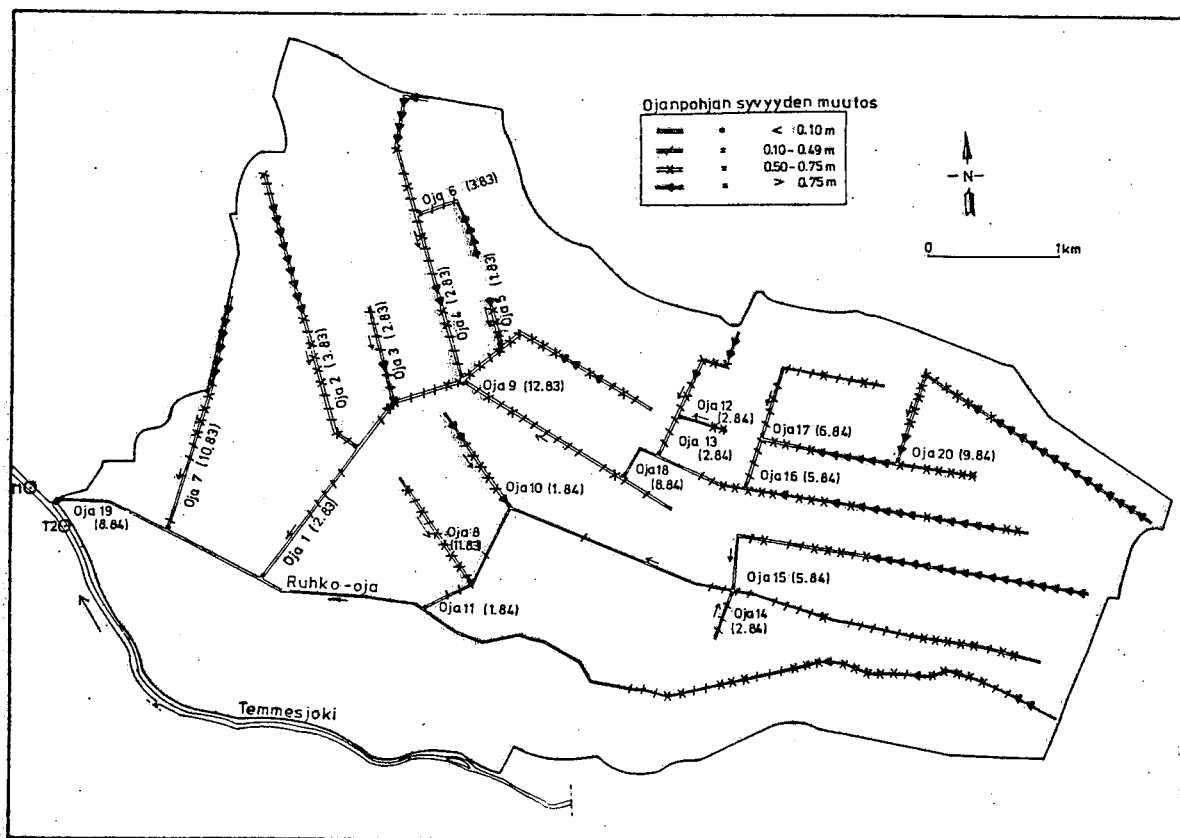 Ojanpohjan syvyyden muutos
< 0.10 m
0.10-0.49 m
0.50-0.75 m
> 0.75 m
-N-
0 1km
Oja 6 (3.83)
Oja 5 (1.83)
Oja 4 (2.83)
Oja 3 (2.83)
Oja 2 (3.83)
Oja 9 (12.83)
Oja 12
(2.84)
Oja 13
(2.84)
Oja 17 (6.84)
Oja 20 (9.84)
Oja 18
(8.84)
Oja 16 (5.84)
Oja 7 (10.83)
Oja 10 (1.84)
T2
Oja 19
(8.84)
Oja 1 (2.83)
Oja 8
(11.83)
Ruhko-oja
Oja 11 (1.84)
Oja 15 (5.84)
Oja 14
(2.84)
Temmesjoki